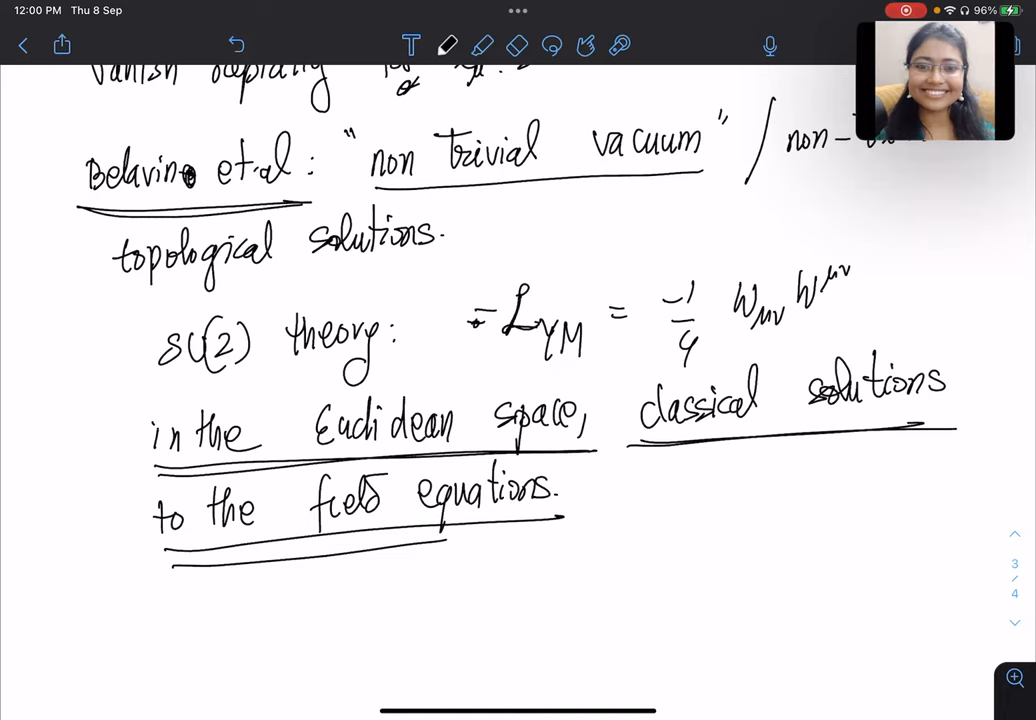 12:00 PM Thu 8 Sep
96%
vanish
Belavin et.al : " non trivial vacuum " / non-
topological solutions.
SU(2) theory: - L_YM = -1/4 W_μν W^μν
in the Euclidean space, classical solutions
to the field equations.
3
/
4